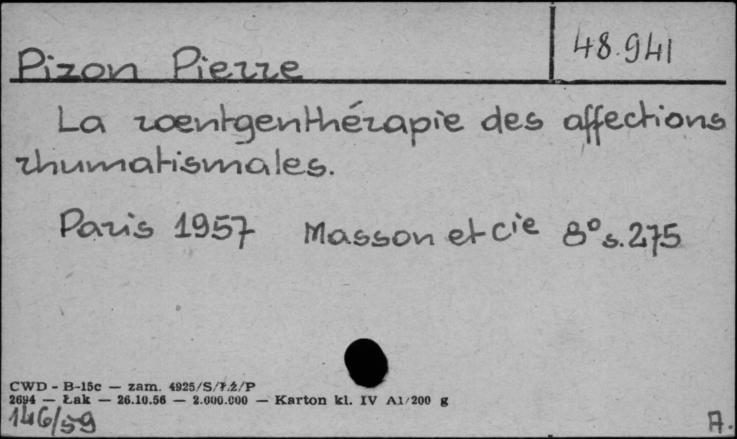 Pizon Pierre
48.941
La rœntgenthérapie des affections
rhumatismales.
Paris 1957 Masson et Cie 8° s. 275
CWD - B-15c — zam. 4925/S/Ł.Ż/P
2694 — Łak — 26.10.56 — 2.000.000 — Karton kl. IV A1/200 g
146/59
A.